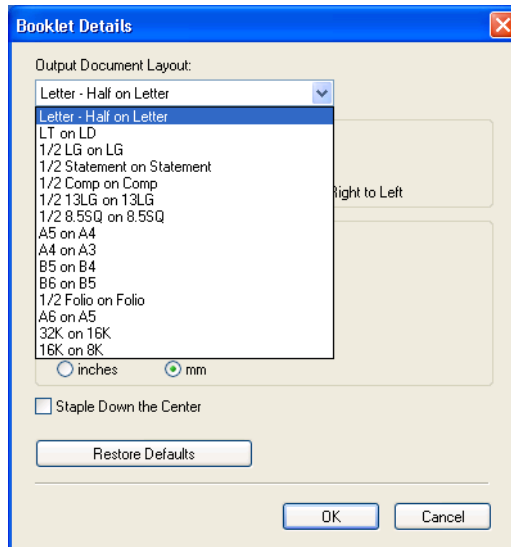 Booklet Details
Output Document Layout:
Letter - Half on Letter
Letter - Half on Letter
LT on LD
1/2 LG on LG
1/2 Statement on Statement
1/2 Comp on Comp
Right to Left
1/2 13LG on 13LG
1/2 8.5SQ on 8.5SQ
A5 on A4
A4 on A3
B5 on B4
B6 on B5
1/2 Folio on Folio
A6 on A5
32K on 16K
16K on 8K
inches mm
Staple Down the Center
Restore Defaults
OK Cancel